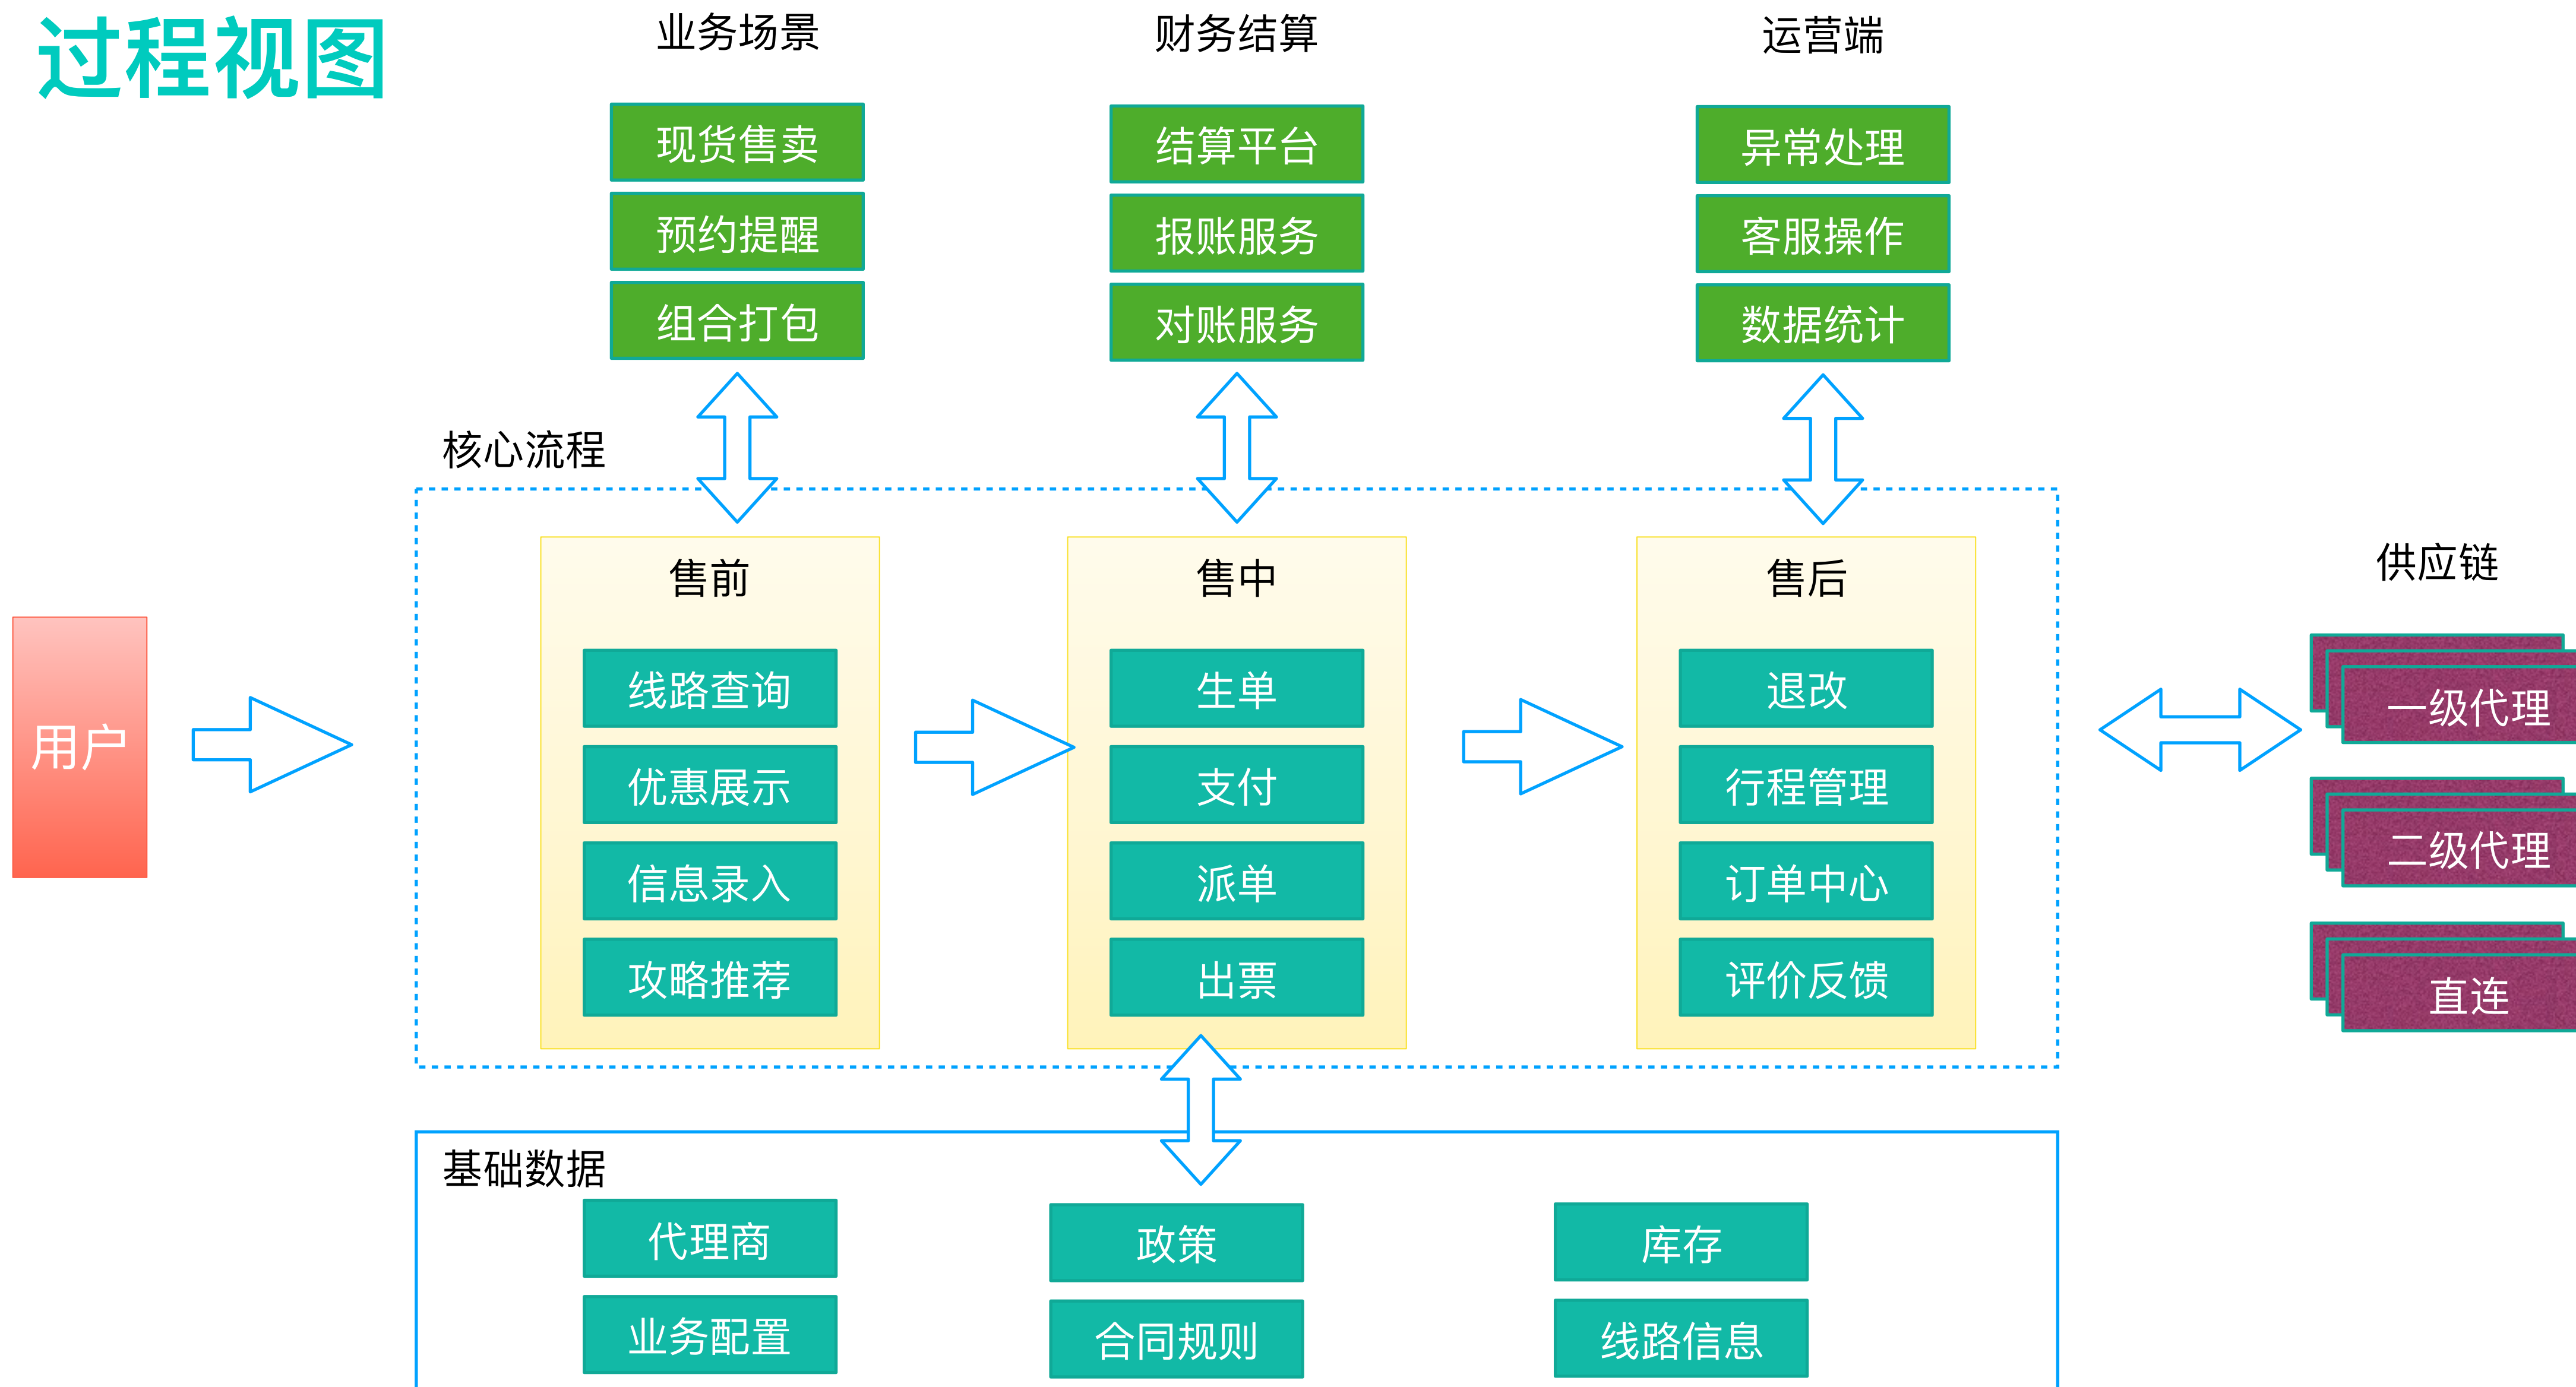 过程视图
业务场景
现货售卖
预约提醒
组合打包
财务结算
结算平台
报账服务
对账服务
运营端
异常处理
客服操作
数据统计
核心流程
用户
售前
线路查询
优惠展示
信息录入
攻略推荐
售中
生单
支付
派单
出票
售后
退改
行程管理
订单中心
评价反馈
供应链
一级代理
二级代理
直连
基础数据
代理商
业务配置
政策
合同规则
库存
线路信息